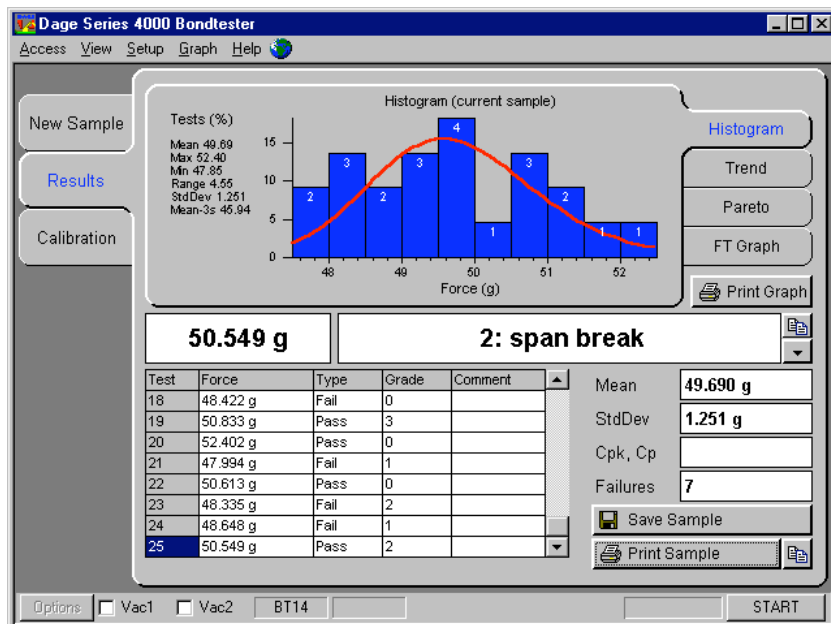 Dage Series 4000 Bondtester
Access View Setup Graph Help
New Sample
Results
Calibration
Histogram (current sample)
Tests (%)
Mean 49.69
Max 52.40
Min 47.85
Range 4.55
StdDev 1.251
Mean-3s 45.94
15
10
5
0
2 3 2 3 4 1 3 2 1 1
48 49 50 51 52
Force (g)
Histogram
Trend
Pareto
FT Graph
Print Graph
50.549 g
2: span break
Test Force Type Grade Comment
18 48.422 g Fail 0
19 50.833 g Pass 3
20 52.402 g Pass 0
21 47.994 g Fail 1
22 50.613 g Pass 0
23 48.335 g Fail 2
24 48.648 g Fail 1
25 50.549 g Pass 2
Mean 49.690 g
StdDev 1.251 g
Cpk, Cp
Failures 7
Save Sample
Print Sample
Options Vac1 Vac2 BT14 START